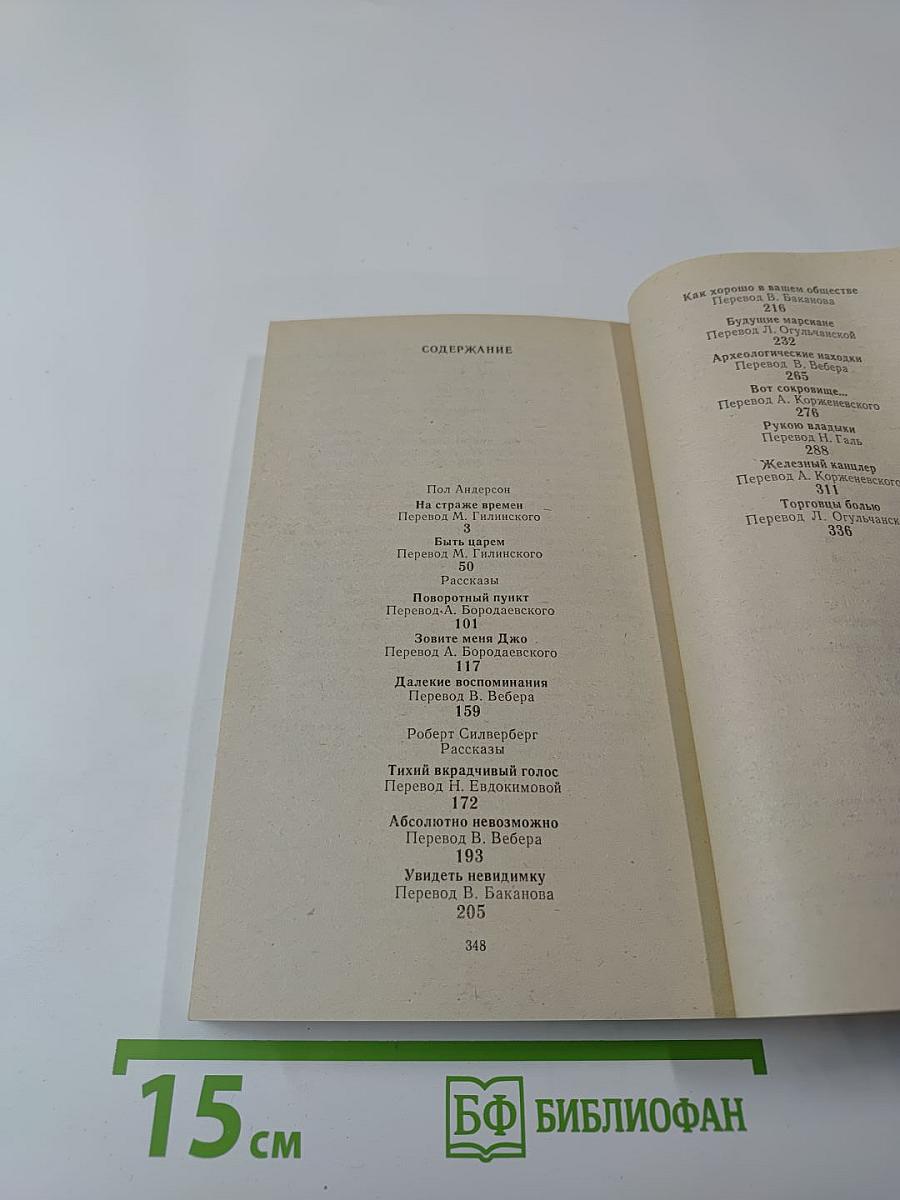 СОДЕРЖАНИЕ
Пол Андерсон
На страже времен
Перевод М. Гилинского
3
Быть царем
Перевод М. Гилинского
50
Рассказы
Поворотный пункт
Перевод А. Бородаевского
101
Зовите меня Джо
Перевод А. Бородаевского
117
Далекие воспоминания
Перевод В. Вебера
159
Роберт Силверберг
Рассказы
Тихий вкрадчивый голос
Перевод Н. Евдокимовой
172
Абсолютно невозможно
Перевод В. Вебера
193
Увидеть невидимку
Перевод В. Баканова
205
348
Как хорошо в вашем обществе
Перевод В. Баканова
216
Будущие марсиане
Перевод Л. Огульчанской
232
Археологические находки
Перевод В. Вебера
265
Вот сокровище...
Перевод А. Корженевского
276
Рукою владыки
Перевод Н. Галь
288
Железный канцлер
Перевод А. Корженевского
311
Торговцы болью
Перевод Л. Огульчанск
336
15 см
БФ БИБЛИОФАН